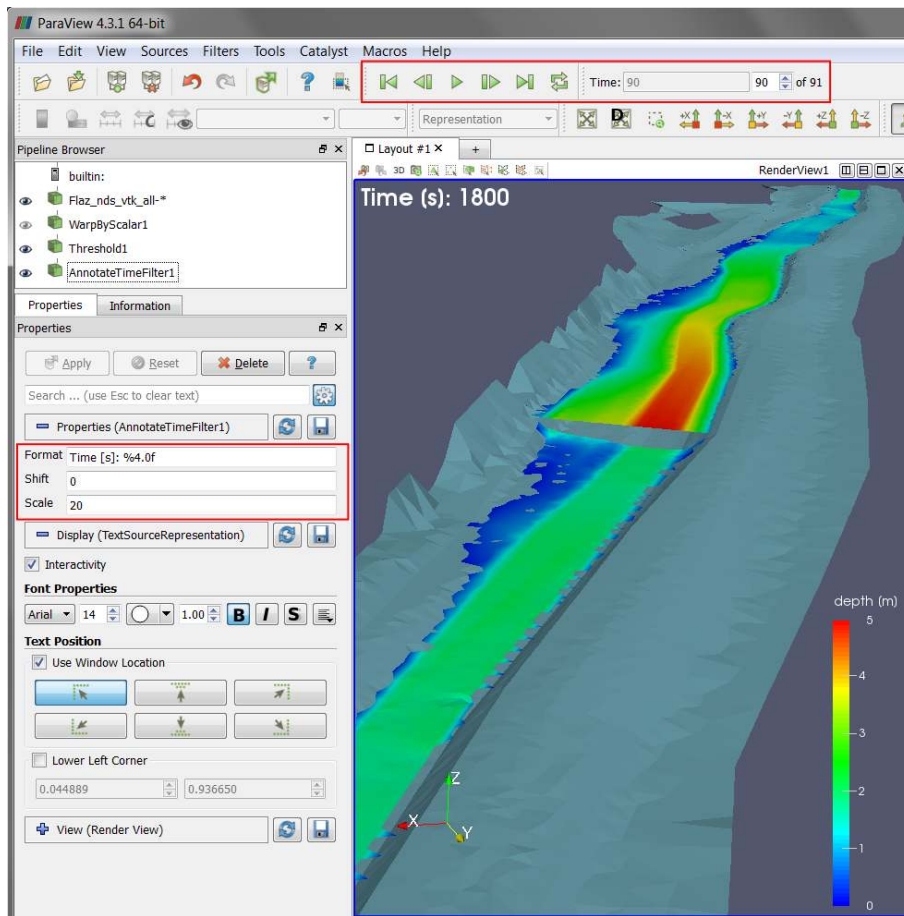 ParaView 4.3.1 64-bit
File Edit View Sources Filters Tools Catalyst Macros Help
Time: 90 90 of 91
Representation
+X -X +Y -Y +Z -Z
Pipeline Browser
builtin:
Flaz_nds_vtk_all-*
WarpByScalar1
Threshold1
AnnotateTimeFilter1
Properties Information
Properties
Apply Reset Delete ?
Search ... (use Esc to clear text)
Properties (AnnotateTimeFilter1)
Format Time [s]: %4.0f
Shift 0
Scale 20
Display (TextSourceRepresentation)
Interactivity
Font Properties
Arial 14 1.00 B I S
Text Position
Use Window Location
Lower Left Corner
0.044889 0.936650
View (Render View)
Layout #1 X +
3D RenderView1
Time (s): 1800
depth (m)
5
4
3
2
1
0
Z
X
Y